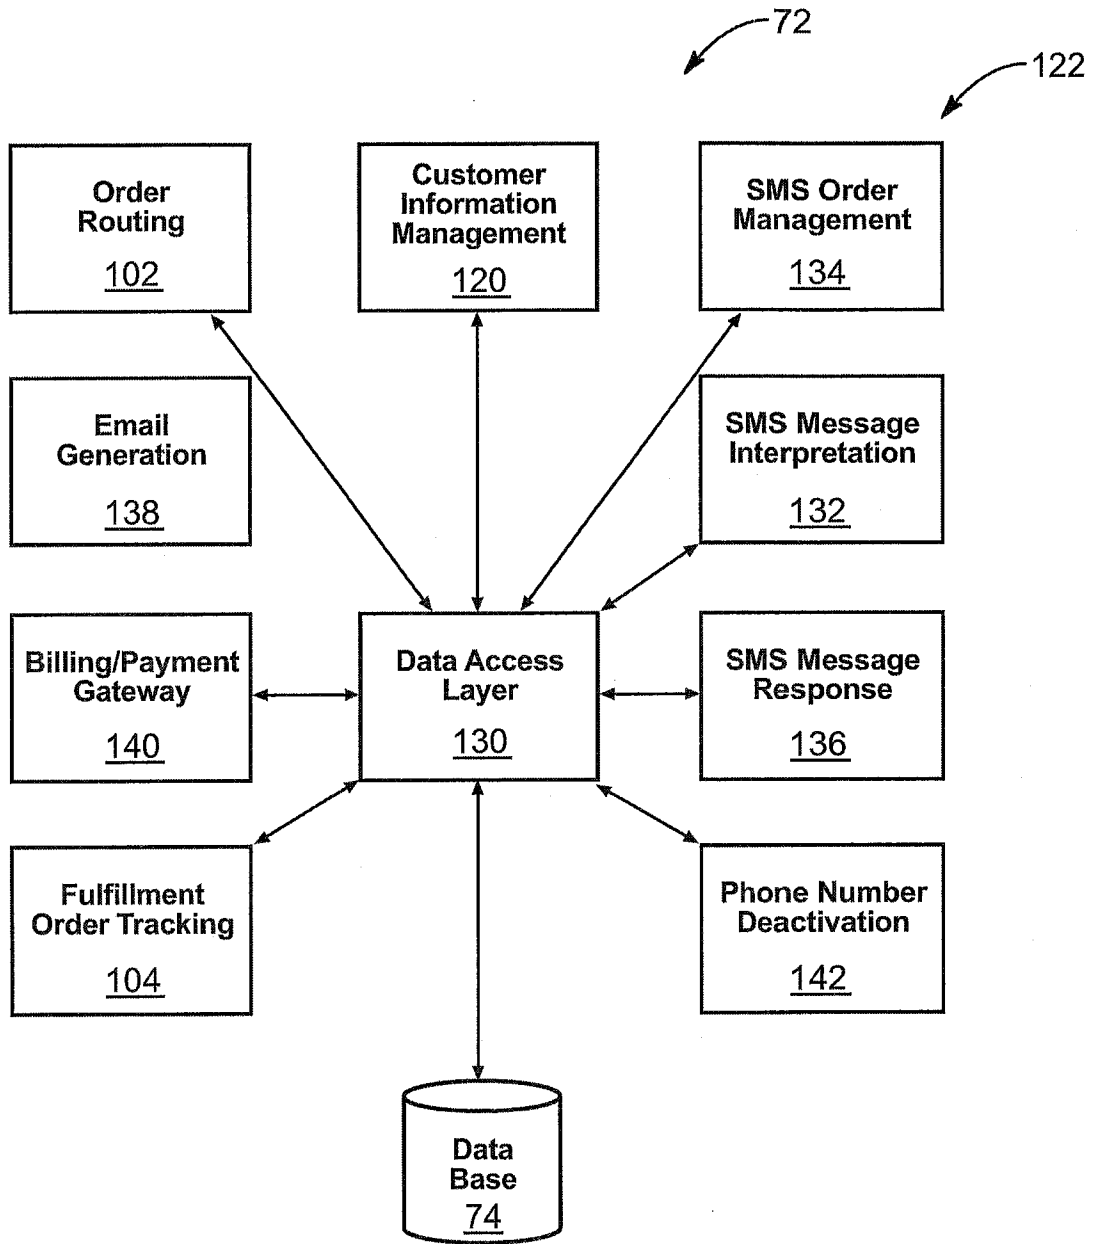 72
122
Order
Routing
102
Customer
Information
Management
120
SMS Order
Management
134
Email
Generation
138
SMS Message
Interpretation
132
Billing/Payment
Gateway
140
Data Access
Layer
130
SMS Message
Response
136
Fulfillment
Order Tracking
104
Phone Number
Deactivation
142
Data
Base
74